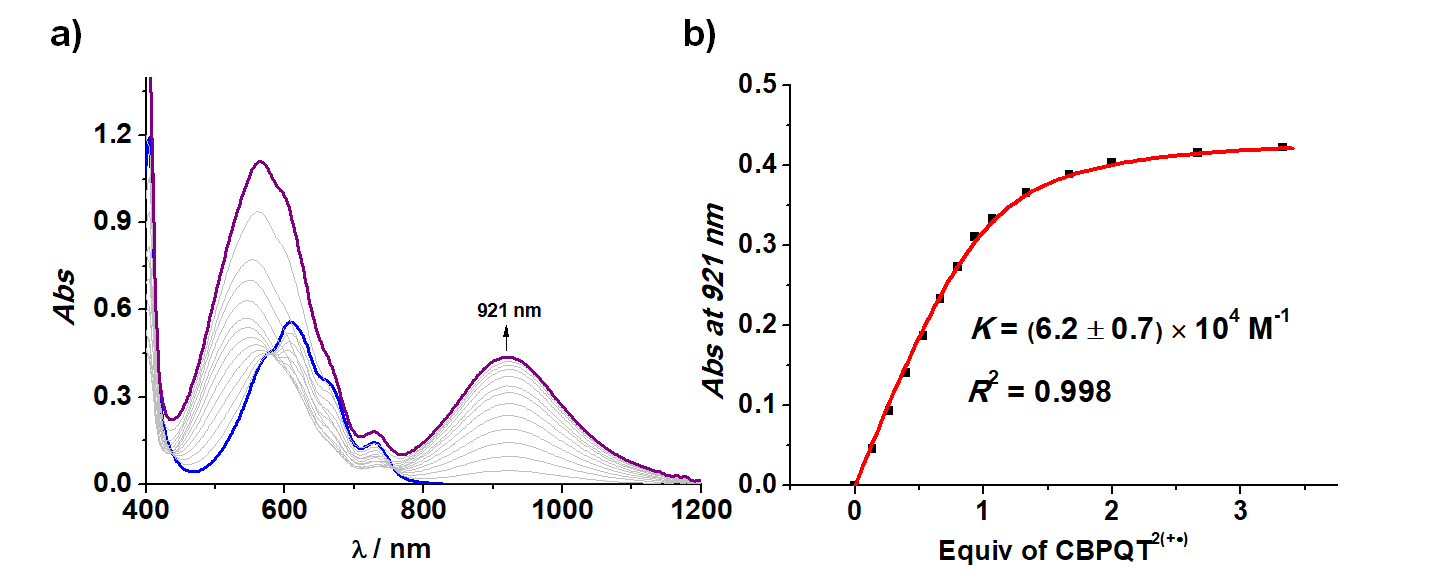 a)
Abs
1.2
0.9
0.6
0.3
0.0
921 nm
400
600
800
1000
1200
λ / nm
b)
Abs at 921 nm
0.5
0.4
0.3
0.2
0.1
0.0
K = (6.2 ± 0.7) × 10⁴ M⁻¹
R² = 0.998
0
1
2
3
Equiv of CBPQT²⁽⁺•⁾